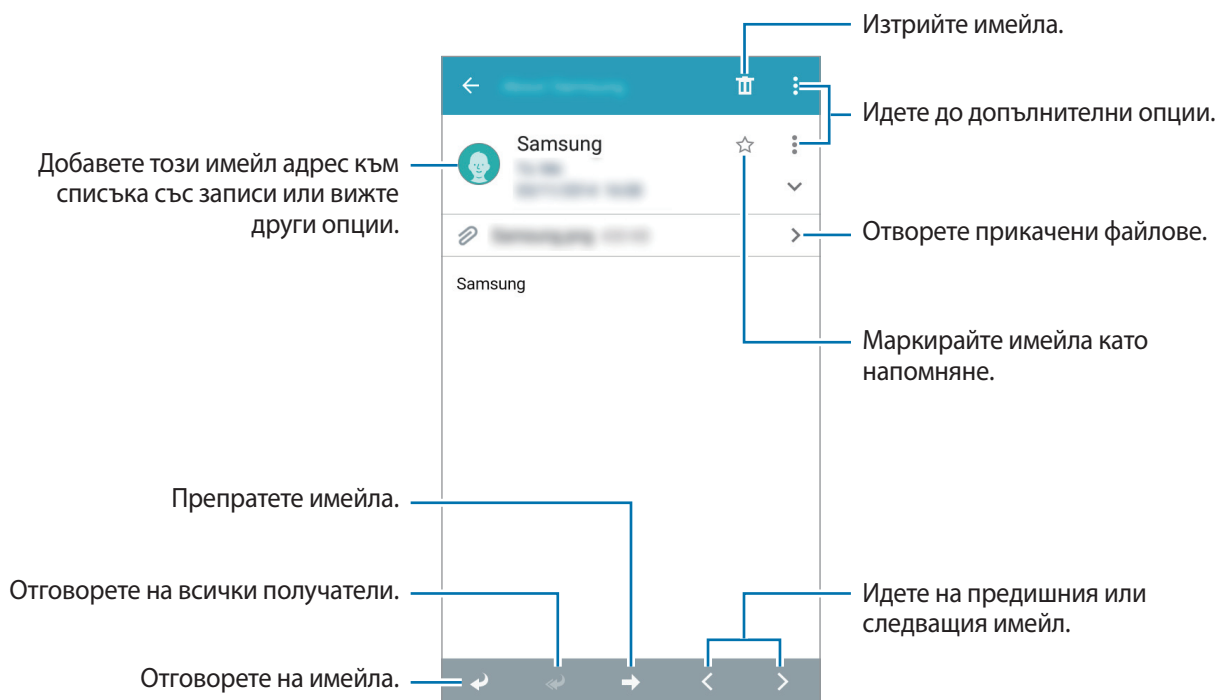 Изтрийте имейла.
Идете до допълнителни опции.
Samsung
Добавете този имейл адрес към
списъка със записи или вижте
други опции.
Отворете прикачени файлове.
Samsung
Маркирайте имейла като
напомняне.
Препратете имейла.
Отговорете на всички получатели.
Идете на предишния или
следващия имейл.
Отговорете на имейла.